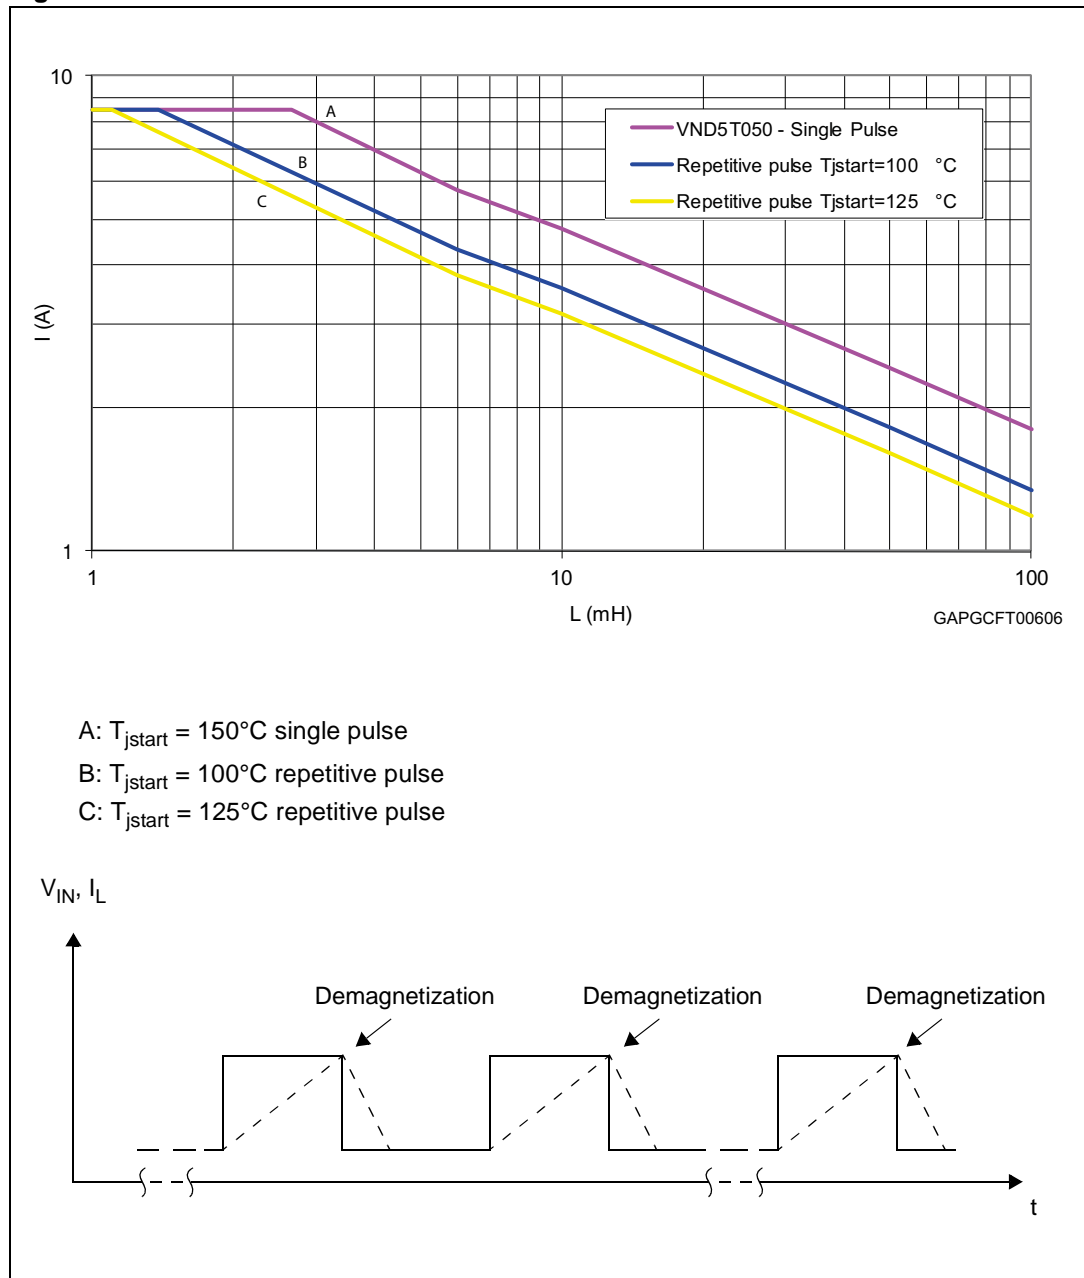 10
A
VND5T050 - Single Pulse
B
Repetitive pulse Tjstart=100 °C
C
Repetitive pulse Tjstart=125 °C
I (A)
1
1
10
100
L (mH)
GAPGCFT00606
A: Tjstart = 150°C single pulse
B: Tjstart = 100°C repetitive pulse
C: Tjstart = 125°C repetitive pulse
VIN, IL
Demagnetization
Demagnetization
Demagnetization
t